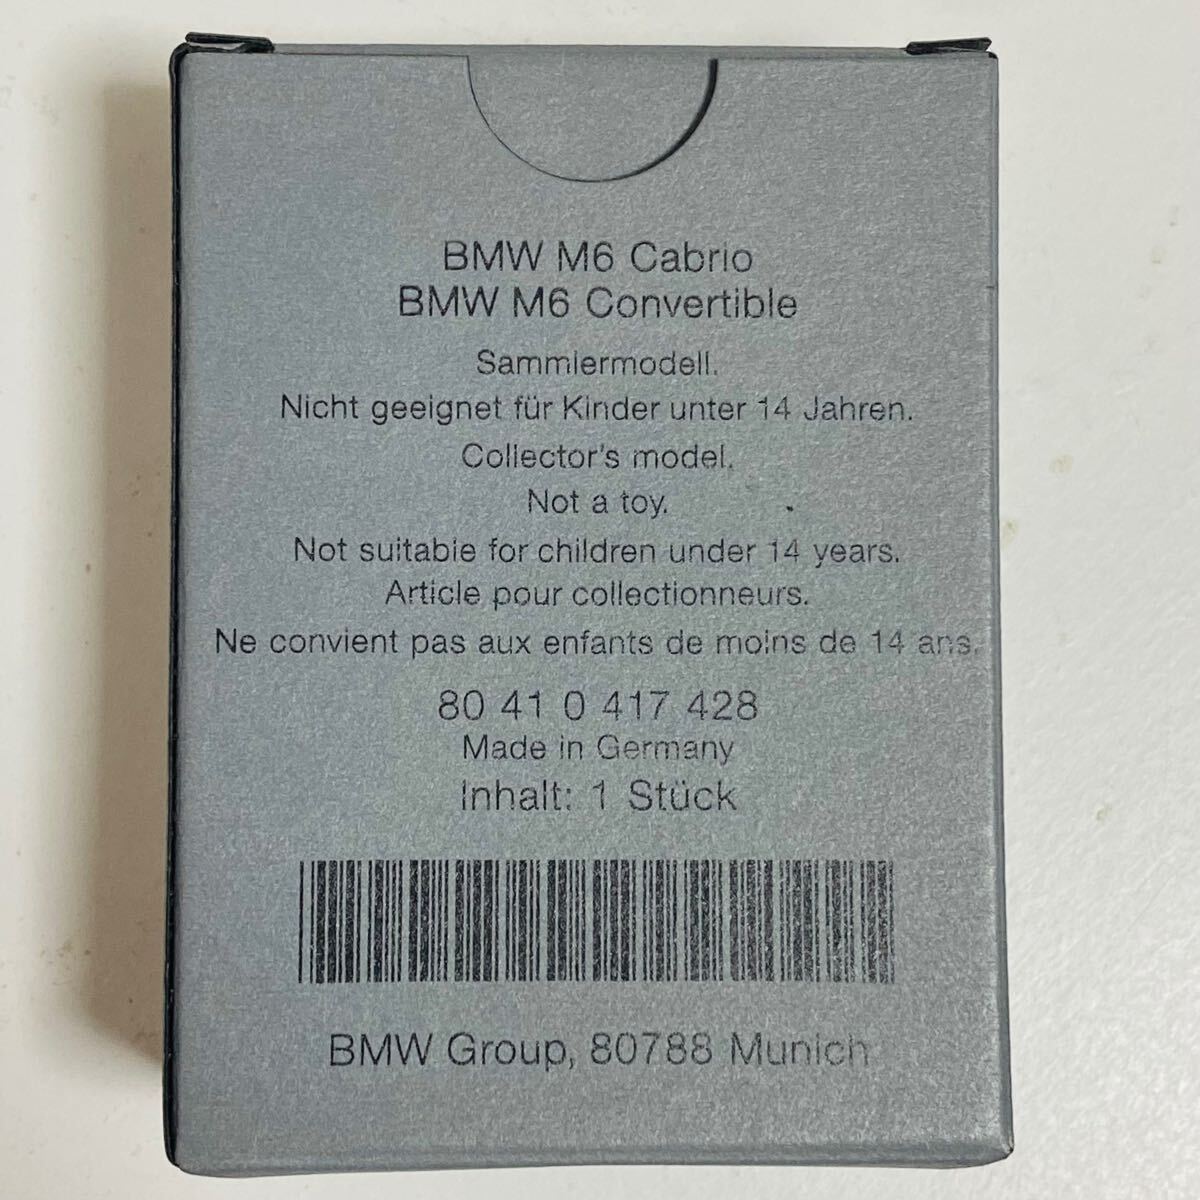 BMW M6 Cabrio
BMW M6 Convertible
Sammlermodell.
Nicht geeignet für Kinder unter 14 Jahren.
Collector's model.
Not a toy.
Not suitable for children under 14 years.
Article pour collectionneurs.
Ne convient pas aux enfants de moins de 14 ans.
80 41 0 417 428
Made in Germany
Inhalt: 1 Stück
BMW Group, 80788 Munich